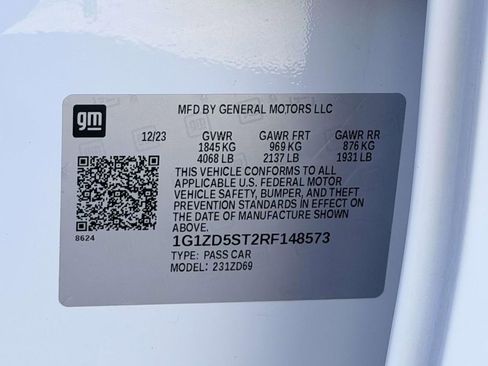 gm
MFD BY GENERAL MOTORS LLC
12/23 GVWR GAWR FRT GAWR RR
1845 KG 969 KG 876 KG
4068 LB 2137 LB 1931 LB
THIS VEHICLE CONFORMS TO ALL
APPLICABLE U.S. FEDERAL MOTOR
VEHICLE SAFETY, BUMPER, AND THEFT
PREVENTION STANDARDS IN EFFECT ON
THE DATE OF MANUFACTURE SHOWN
ABOVE.
8624
1G1ZD5ST2RF148573
TYPE: PASS CAR
MODEL: 231ZD69